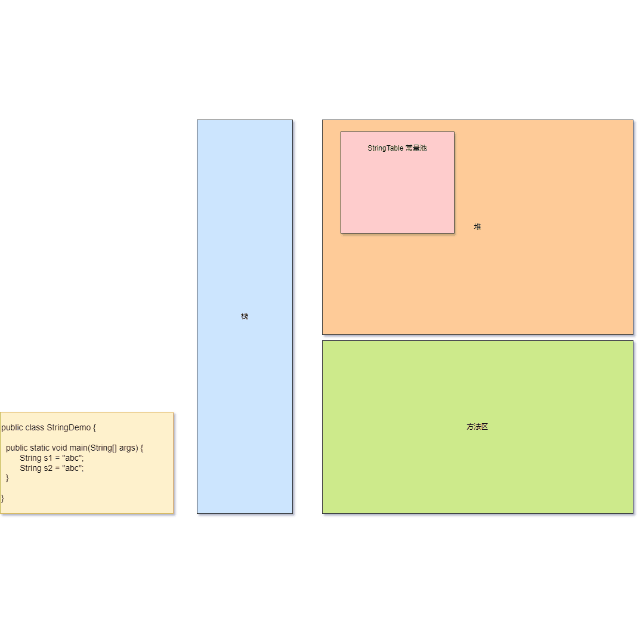 StringTable 常量池
堆
栈
方法区
public class StringDemo {
public static void main(String[] args) {
String s1 = "abc";
String s2 = "abc";
}
}